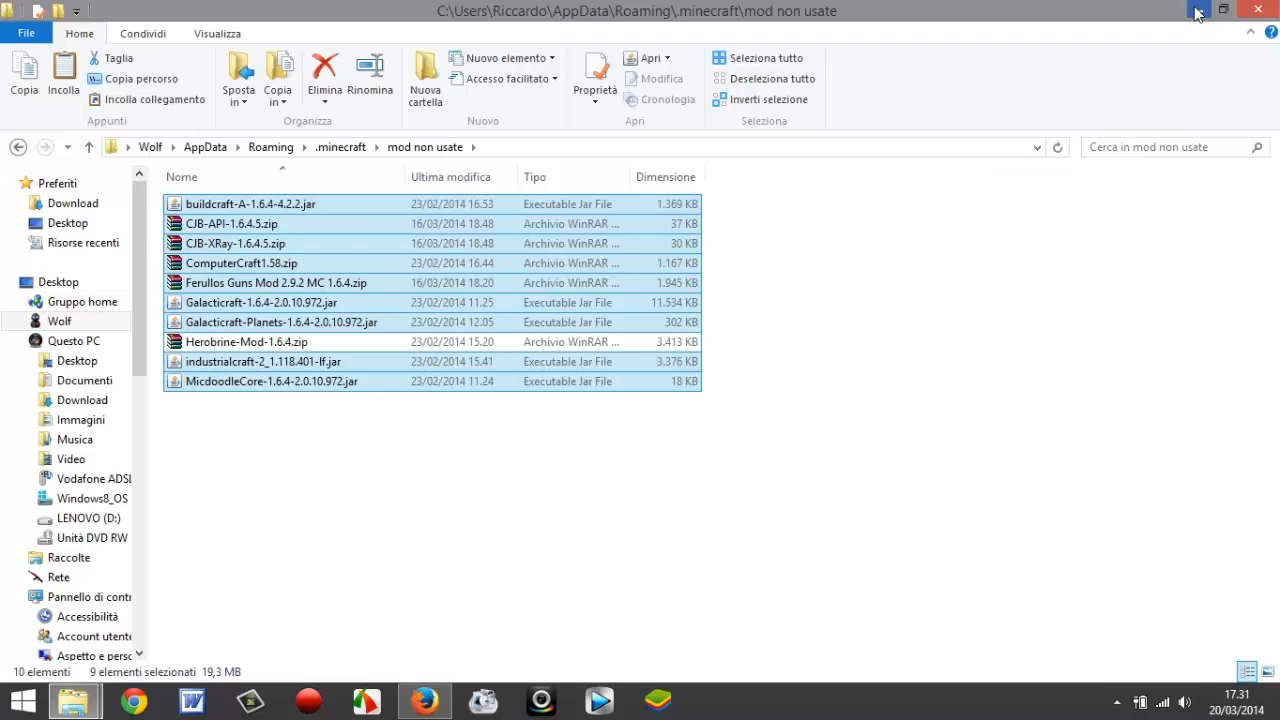 C:\Users\Riccardo\AppData\Roaming\.minecraft\mod non usate
File Home Condividi Visualizza
Copia
Incolla
Taglia
Copia percorso
Incolla collegamento
Appunti
Sposta in
Copia in
Elimina
Rinomina
Organizza
Nuova cartella
Nuovo elemento
Accesso facilitato
Nuovo
Proprietà
Apri
Modifica
Cronologia
Apri
Seleziona tutto
Deseleziona tutto
Inverti selezione
Seleziona
Wolf AppData Roaming .minecraft mod non usate
Cerca in mod non usate
Preferiti
Download
Desktop
Risorse recenti
Desktop
Gruppo home
Wolf
Questo PC
Desktop
Documenti
Download
Immagini
Musica
Video
Vodafone ADSL
Windows8_OS
LENOVO (D:)
Unità DVD RW
Raccolte
Rete
Pannello di contr
Accessibilità
Account utente
Aspetto e perso
Nome Ultima modifica Tipo Dimensione
buildcraft-A-1.6.4-4.2.2.jar 23/02/2014 16.53 Executable Jar File 1.369 KB
CJB-API-1.6.4.5.zip 16/03/2014 18.48 Archivio WinRAR ... 37 KB
CJB-XRay-1.6.4.5.zip 16/03/2014 18.48 Archivio WinRAR ... 30 KB
ComputerCraft1.58.zip 23/02/2014 16.44 Archivio WinRAR ... 1.167 KB
Ferullos Guns Mod 2.9.2 MC 1.6.4.zip 16/03/2014 18.20 Archivio WinRAR ... 1.945 KB
Galacticraft-1.6.4-2.0.10.972.jar 23/02/2014 11.25 Executable Jar File 11.534 KB
Galacticraft-Planets-1.6.4-2.0.10.972.jar 23/02/2014 12.05 Executable Jar File 302 KB
Herobrine-Mod-1.6.4.zip 23/02/2014 15.20 Archivio WinRAR ... 3.413 KB
industrialcraft-2_1.118.401-lf.jar 23/02/2014 15.41 Executable Jar File 3.376 KB
MicdoodleCore-1.6.4-2.0.10.972.jar 23/02/2014 11.24 Executable Jar File 18 KB
10 elementi 9 elementi selezionati 19,3 MB
17.31
20/03/2014